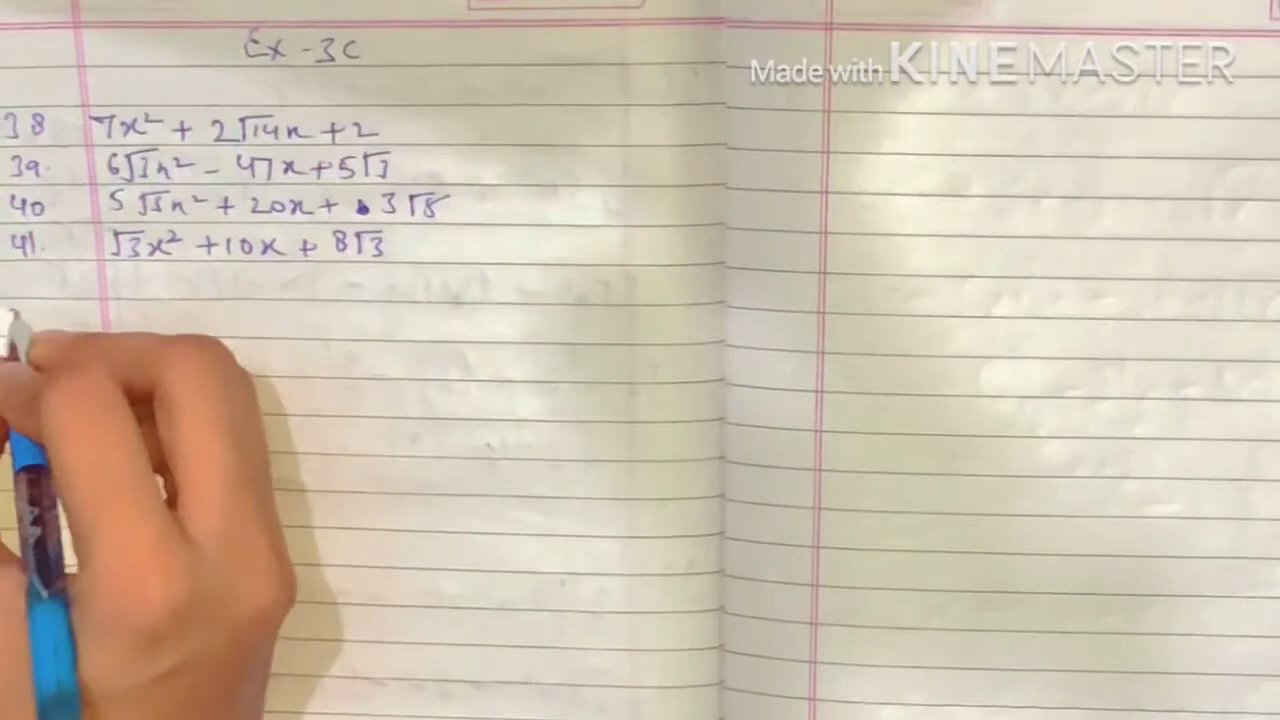 Ex - 3C
Made with KINEMASTER
38 7x² + 2√14x + 2
39. 6√3x² - 47x + 5√3
40 5√5x² + 20x + 3√5
41. √3x² + 10x + 8√3